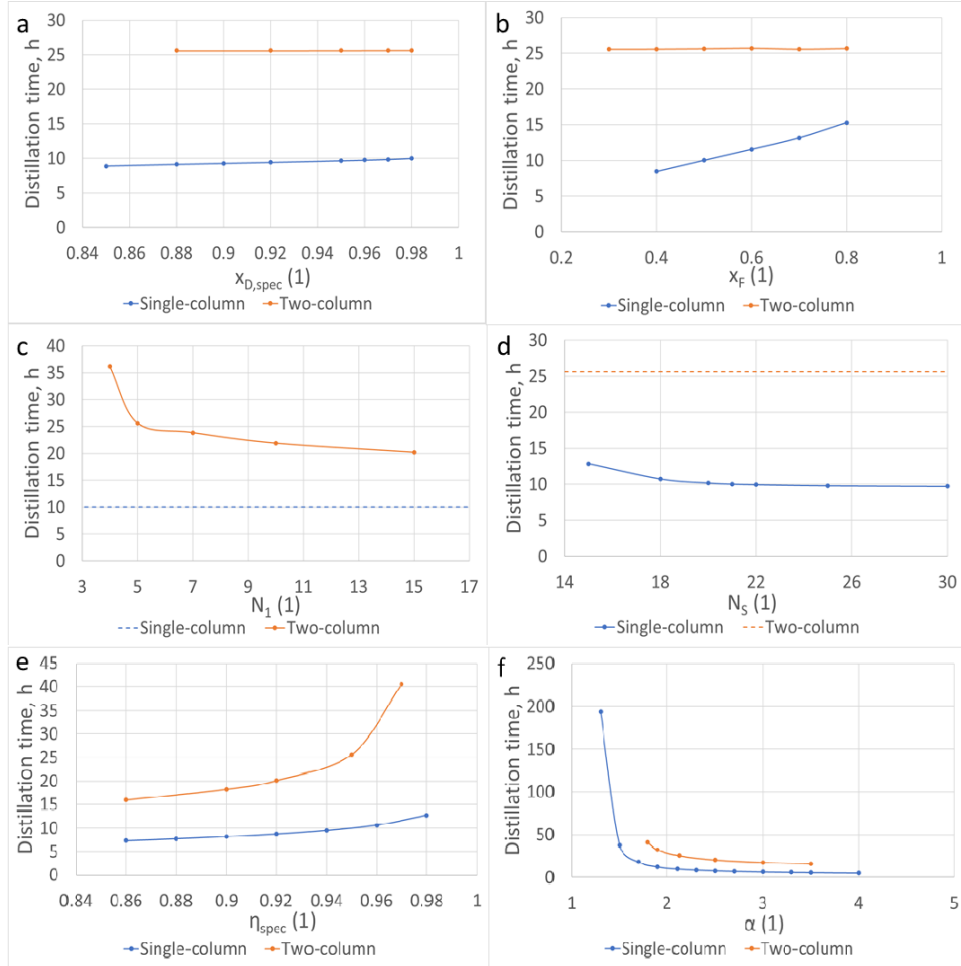 a
Distillation time, h
30
25
20
15
10
5
0
0.84 0.86 0.88 0.9 0.92 0.94 0.96 0.98 1
x_D,spec (1)
Single-column Two-column
b
Distillation time, h
30
25
20
15
10
5
0
0.2 0.4 0.6 0.8 1
x_F (1)
Single-column Two-column
c
Distillation time, h
40
35
30
25
20
15
10
5
0
3 5 7 9 11 13 15 17
N_1 (1)
Single-column Two-column
d
Distillation time, h
30
25
20
15
10
5
0
14 18 22 26 30
N_S (1)
Single-column Two-column
e
Distillation time, h
45
40
35
30
25
20
15
10
5
0
0.84 0.86 0.88 0.9 0.92 0.94 0.96 0.98 1
η_spec (1)
Single-column Two-column
f
Distillation time, h
250
200
150
100
50
0
1 2 3 4 5
α (1)
Single-column Two-column